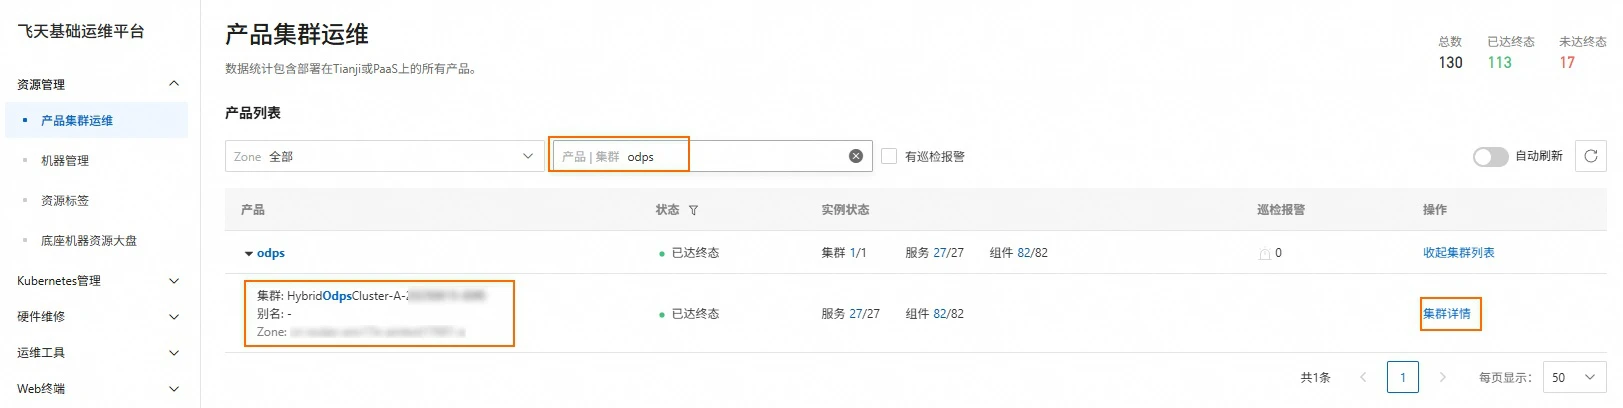 飞天基础运维平台
资源管理
产品集群运维
机器管理
资源标签
底座机器资源大盘
Kubernetes管理
硬件维修
运维工具
Web终端
产品集群运维
数据统计包含部署在Tianji或PaaS上的所有产品。
总数 已达终态 未达终态
130 113 17
产品列表
Zone 全部 产品 | 集群 odps 有巡检报警 自动刷新
产品 状态 实例状态 巡检报警 操作
odps 已达终态 集群 1/1 服务 27/27 组件 82/82 0 收起集群列表
集群: HybridOdpsCluster-A-
别名: -
Zone:
已达终态 服务 27/27 组件 82/82 集群详情
共1条 1 每页显示: 50